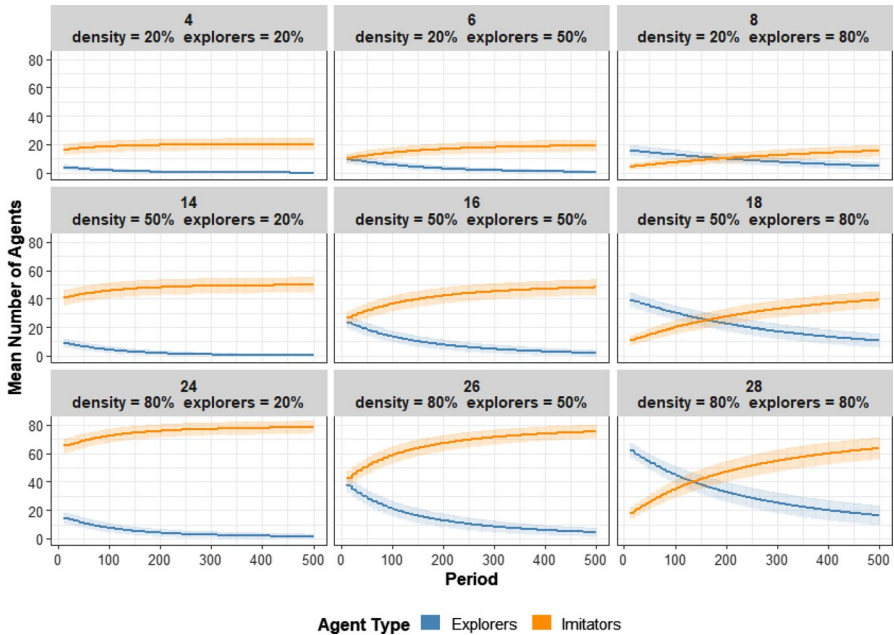 4
density = 20%  explorers = 20%
6
density = 20%  explorers = 50%
8
density = 20%  explorers = 80%
80
60
40
20
0
14
density = 50%  explorers = 20%
16
density = 50%  explorers = 50%
18
density = 50%  explorers = 80%
80
60
40
20
0
24
density = 80%  explorers = 20%
26
density = 80%  explorers = 50%
28
density = 80%  explorers = 80%
80
60
40
20
0
Mean Number of Agents
0 100 200 300 400 500
0 100 200 300 400 500
0 100 200 300 400 500
Period
Agent Type Explorers Imitators